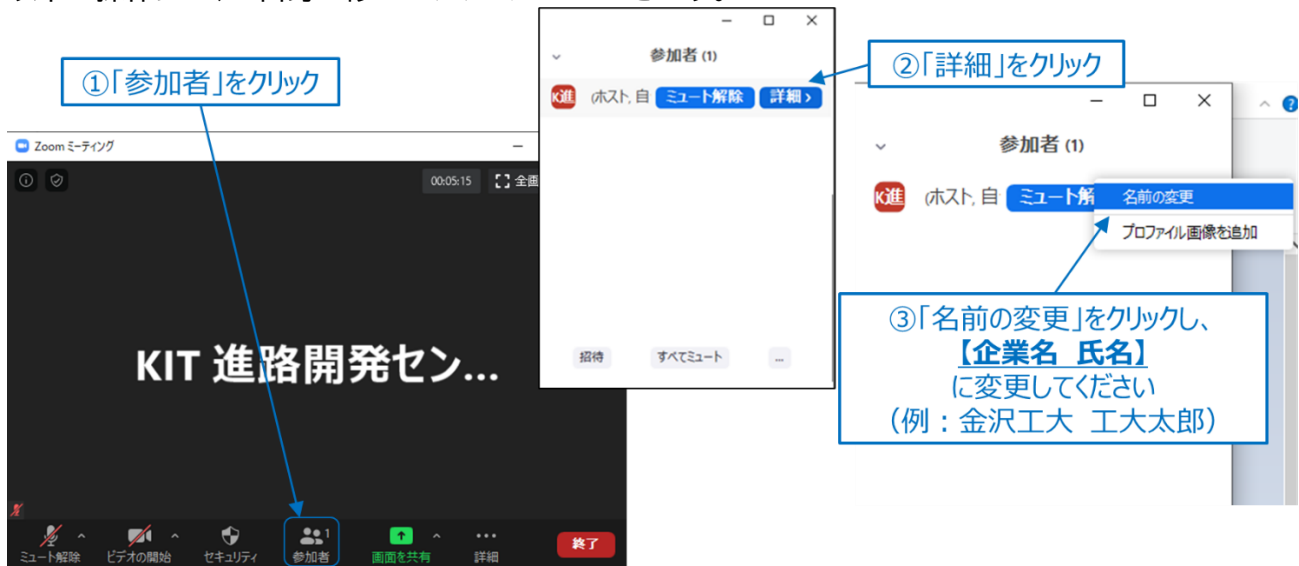 ①「参加者」をクリック
Zoom ミーティング
00:05:15
全画
KIT 進路開発セン...
ミュート解除
ビデオの開始
セキュリティ
参加者
1
画面を共有
詳細
終了
参加者 (1)
K進
(ホスト, 自
ミュート解除
詳細 ›
招待
すべてミュート
...
②「詳細」をクリック
参加者 (1)
K進
(ホスト, 自
ミュート解
名前の変更
プロファイル画像を追加
③「名前の変更」をクリックし、
【企業名 氏名】
に変更してください
（例：金沢工大 工大太郎）